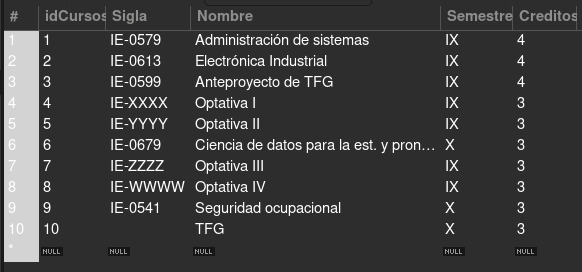 # idCursos Sigla Nombre Semestre Creditos
1 1 IE-0579 Administración de sistemas IX 4
2 2 IE-0613 Electrónica Industrial IX 4
3 3 IE-0599 Anteproyecto de TFG IX 4
4 4 IE-XXXX Optativa I IX 3
5 5 IE-YYYY Optativa II IX 3
6 6 IE-0679 Ciencia de datos para la est. y pron… X 3
7 7 IE-ZZZZ Optativa III IX 3
8 8 IE-WWWW Optativa IV IX 3
9 9 IE-0541 Seguridad ocupacional X 3
10 10 TFG X 3
* NULL NULL NULL NULL NULL